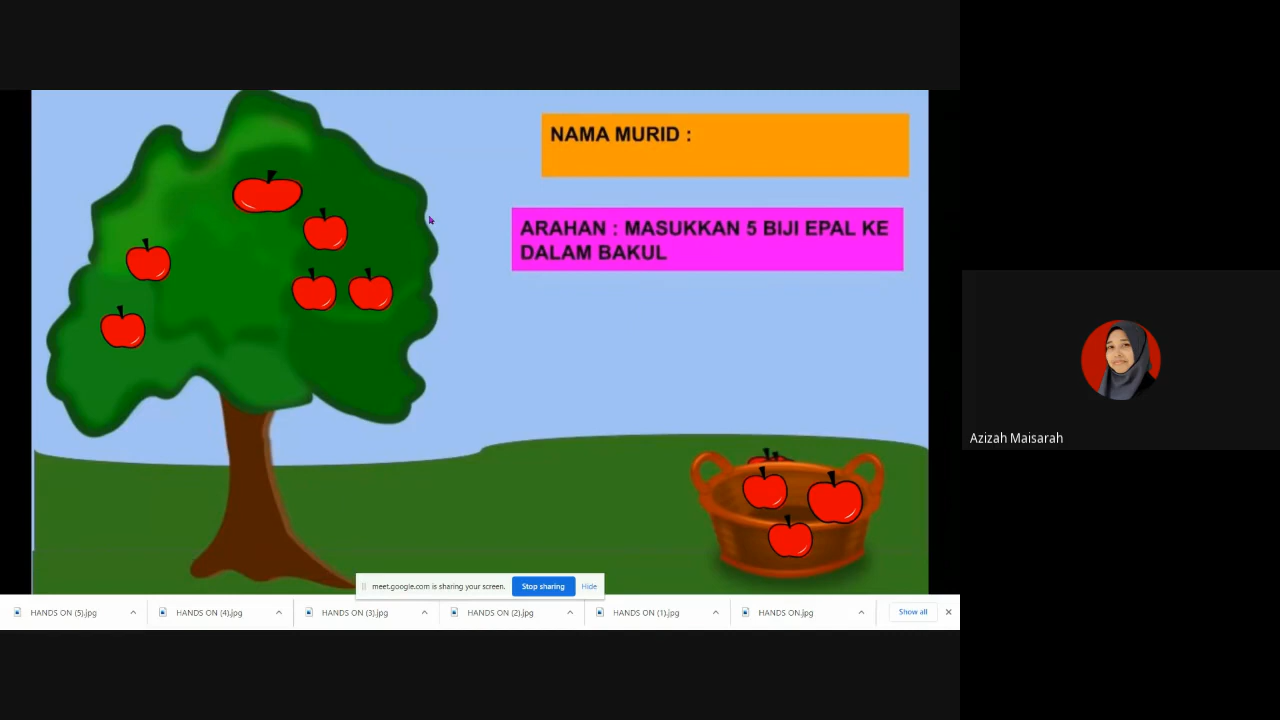 NAMA MURID :
ARAHAN : MASUKKAN 5 BIJI EPAL KE
DALAM BAKUL
Azizah Maisarah
meet.google.com is sharing your screen. Stop sharing Hide
HANDS ON (5).jpg HANDS ON (4).jpg HANDS ON (3).jpg HANDS ON (2).jpg HANDS ON (1).jpg HANDS ON.jpg Show all